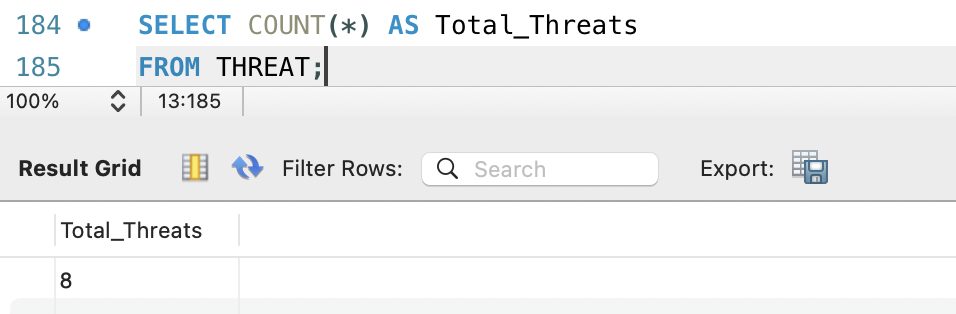 184 SELECT COUNT(*) AS Total_Threats
185 FROM THREAT;
100% 13:185
Result Grid Filter Rows: Search Export:
Total_Threats
8